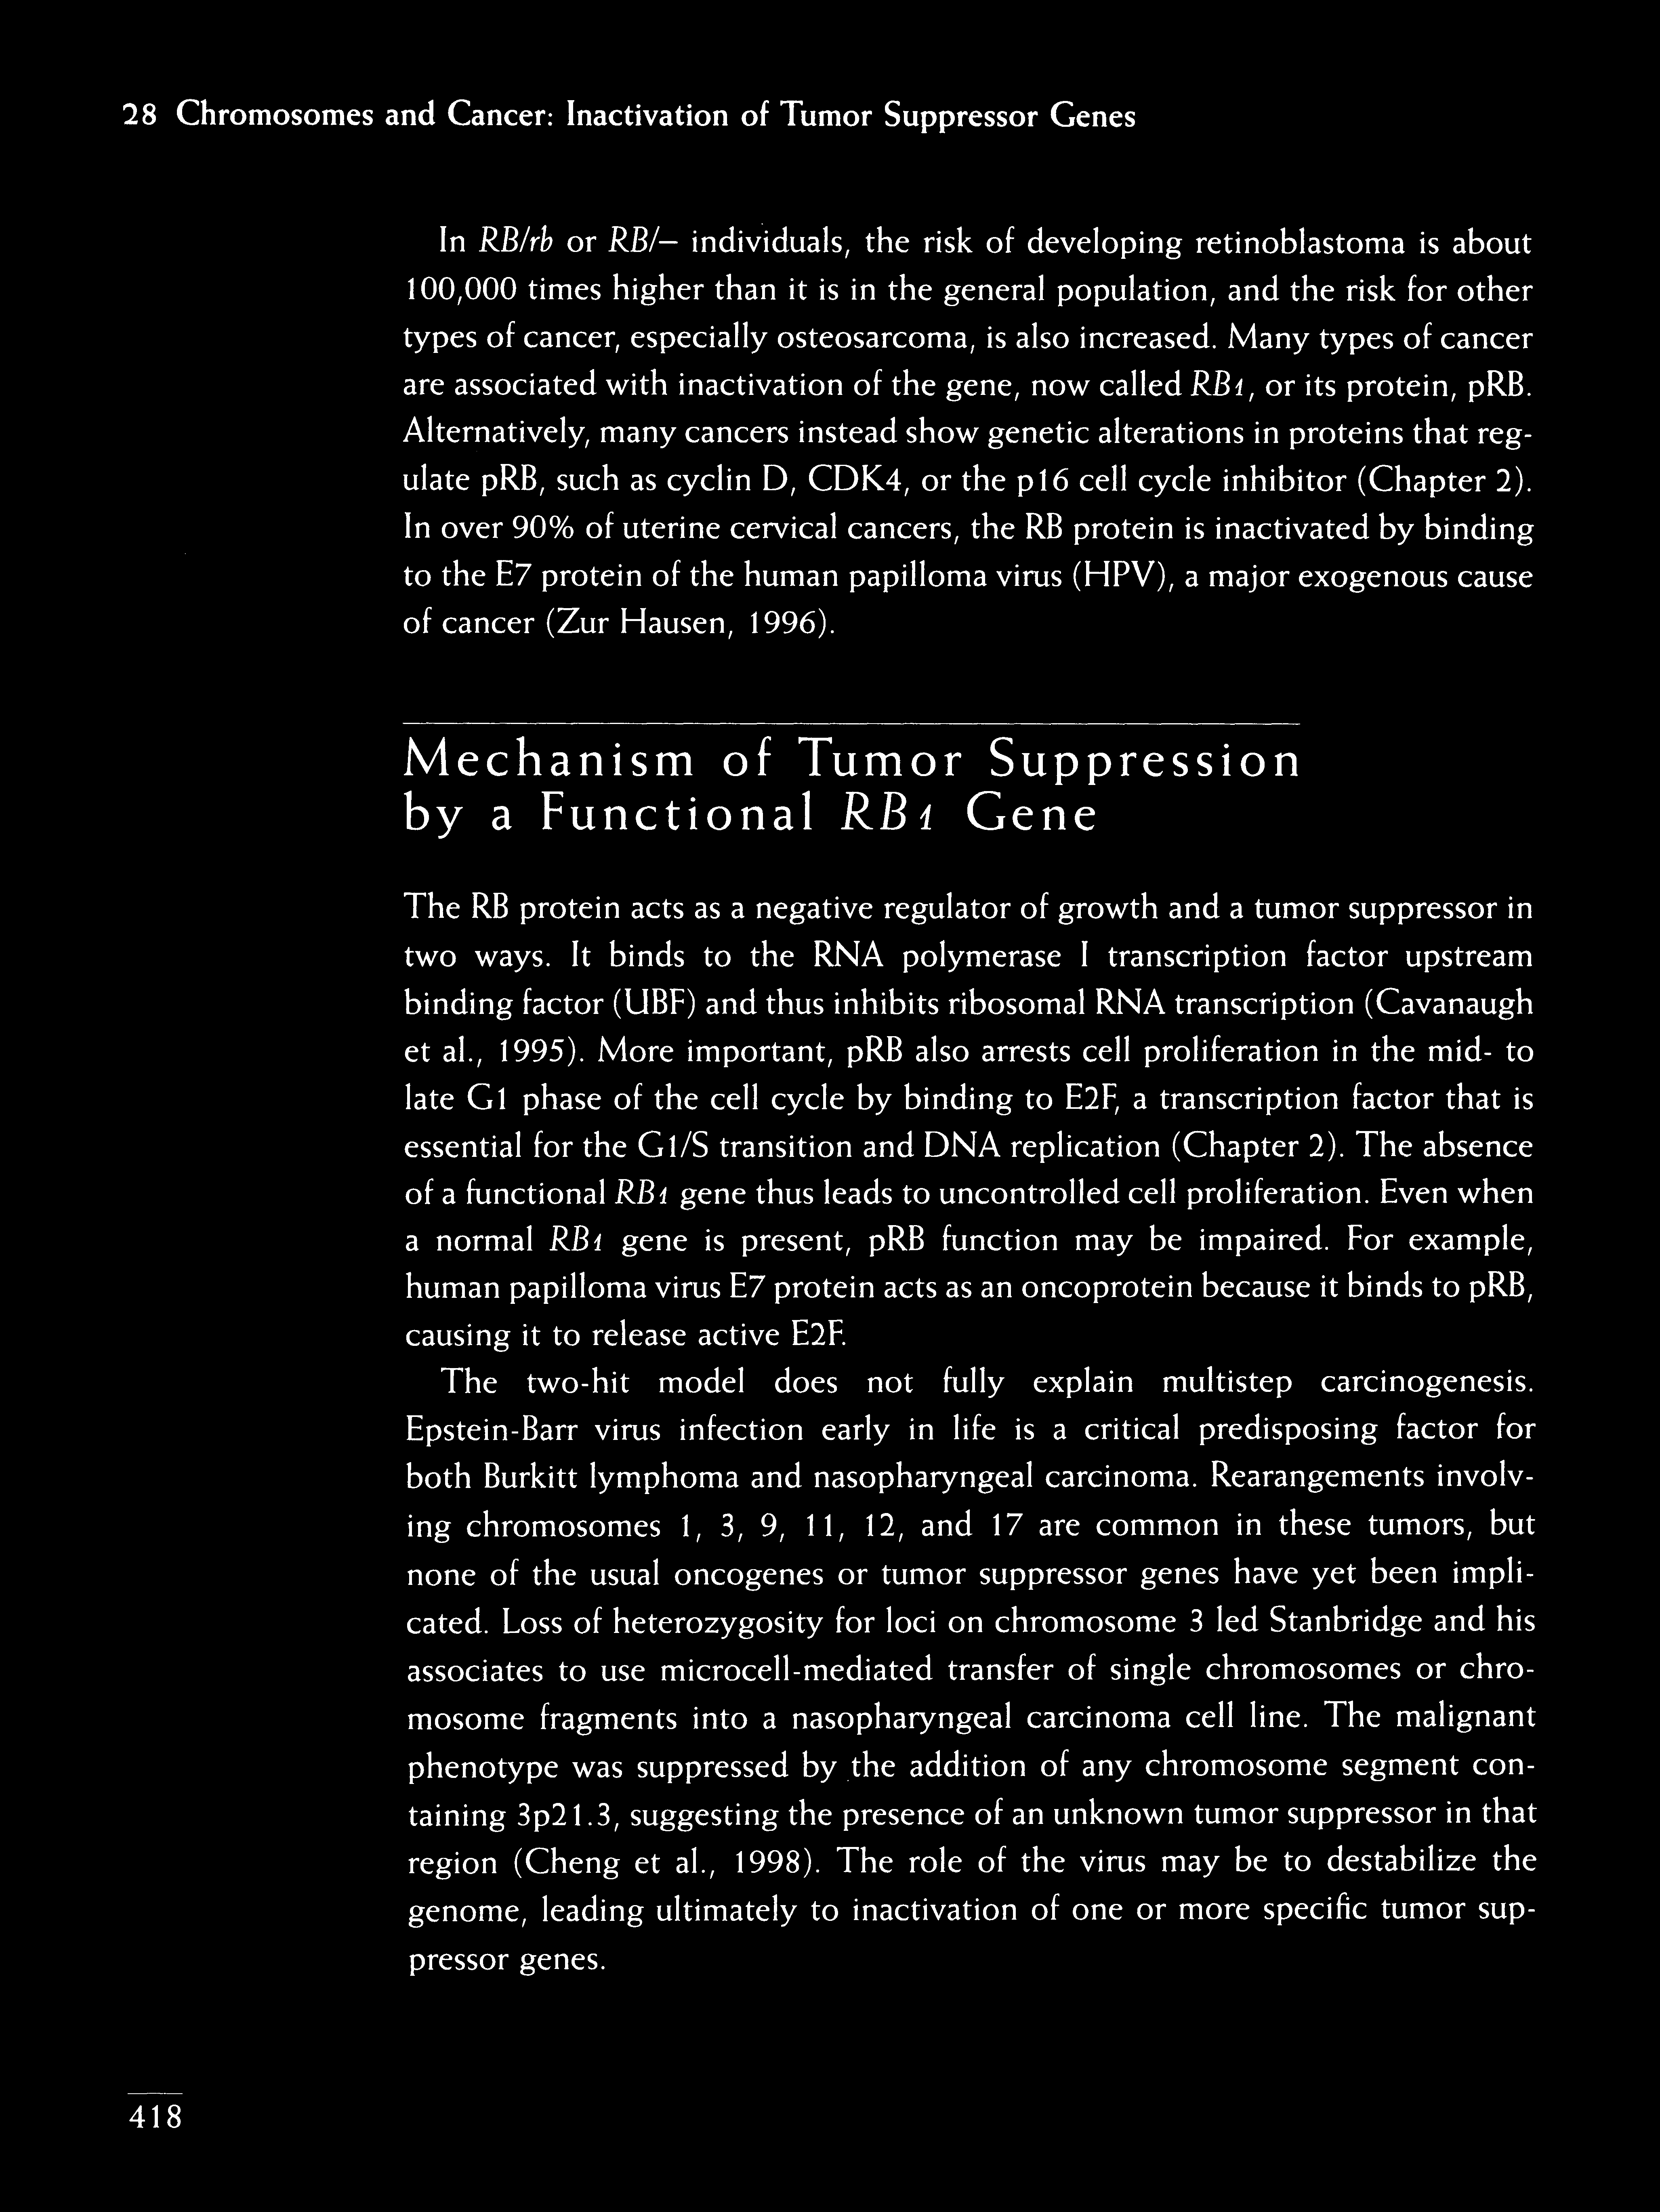 28 Chromosomes and Cancer: Inactivation of Tumor Suppressor Genes
In RB/rb or RB/– individuals, the risk of developing retinoblastoma is about
100,000 times higher than it is in the general population, and the risk for other
types of cancer, especially osteosarcoma, is also increased. Many types of cancer
are associated with inactivation of the gene, now called RB1, or its protein, pRB.
Alternatively, many cancers instead show genetic alterations in proteins that reg-
ulate pRB, such as cyclin D, CDK4, or the p16 cell cycle inhibitor (Chapter 2).
In over 90% of uterine cervical cancers, the RB protein is inactivated by binding
to the E7 protein of the human papilloma virus (HPV), a major exogenous cause
of cancer (Zur Hausen, 1996).
Mechanism of Tumor Suppression
by a Functional RB1 Gene
The RB protein acts as a negative regulator of growth and a tumor suppressor in
two ways. It binds to the RNA polymerase I transcription factor upstream
binding factor (UBF) and thus inhibits ribosomal RNA transcription (Cavanaugh
et al., 1995). More important, pRB also arrests cell proliferation in the mid- to
late G1 phase of the cell cycle by binding to E2F, a transcription factor that is
essential for the G1/S transition and DNA replication (Chapter 2). The absence
of a functional RB1 gene thus leads to uncontrolled cell proliferation. Even when
a normal RB1 gene is present, pRB function may be impaired. For example,
human papilloma virus E7 protein acts as an oncoprotein because it binds to pRB,
causing it to release active E2F.
The two-hit model does not fully explain multistep carcinogenesis.
Epstein-Barr virus infection early in life is a critical predisposing factor for
both Burkitt lymphoma and nasopharyngeal carcinoma. Rearangements involv-
ing chromosomes 1, 3, 9, 11, 12, and 17 are common in these tumors, but
none of the usual oncogenes or tumor suppressor genes have yet been impli-
cated. Loss of heterozygosity for loci on chromosome 3 led Stanbridge and his
associates to use microcell-mediated transfer of single chromosomes or chro-
mosome fragments into a nasopharyngeal carcinoma cell line. The malignant
phenotype was suppressed by the addition of any chromosome segment con-
taining 3p21.3, suggesting the presence of an unknown tumor suppressor in that
region (Cheng et al., 1998). The role of the virus may be to destabilize the
genome, leading ultimately to inactivation of one or more specific tumor sup-
pressor genes.
418